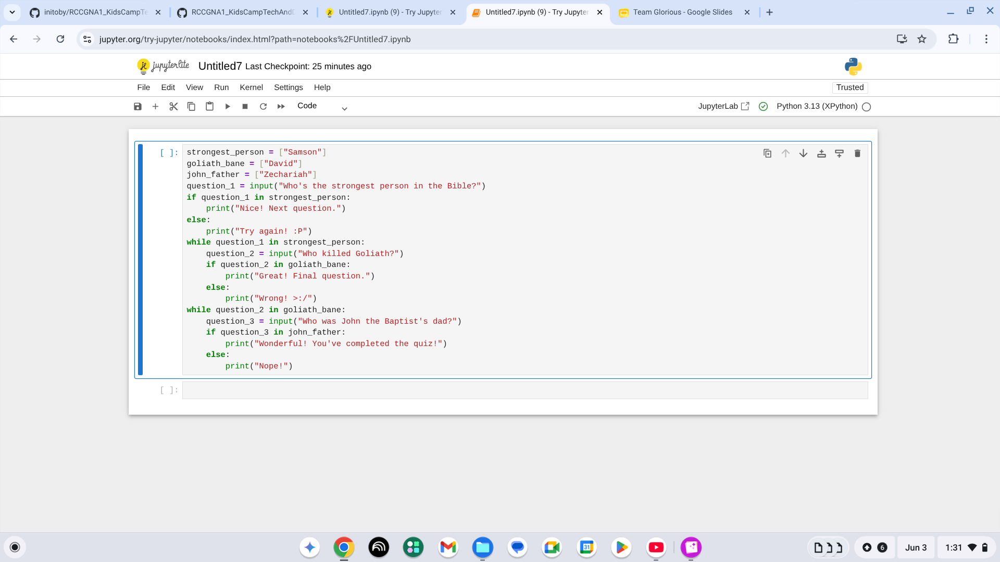 initoby/RCCGNA1_KidsCampTe
RCCGNA1_KidsCampTechAndD
Untitled7.ipynb (9) - Try Jupyter
Untitled7.ipynb (9) - Try Jupyter
Team Glorious - Google Slides
jupyter.org/try-jupyter/notebooks/index.html?path=notebooks%2FUntitled7.ipynb
jupyterlite Untitled7 Last Checkpoint: 25 minutes ago
File Edit View Run Kernel Settings Help
Trusted
Code
JupyterLab
Python 3.13 (XPython)
[ ]:
strongest_person = ["Samson"]
goliath_bane = ["David"]
john_father = ["Zechariah"]
question_1 = input("Who's the strongest person in the Bible?")
if question_1 in strongest_person:
    print("Nice! Next question.")
else:
    print("Try again! :P")
while question_1 in strongest_person:
    question_2 = input("Who killed Goliath?")
    if question_2 in goliath_bane:
        print("Great! Final question.")
    else:
        print("Wrong! >:/")
while question_2 in goliath_bane:
    question_3 = input("Who was John the Baptist's dad?")
    if question_3 in john_father:
        print("Wonderful! You've completed the quiz!")
    else:
        print("Nope!")
[ ]:
31
6
Jun 3
1:31